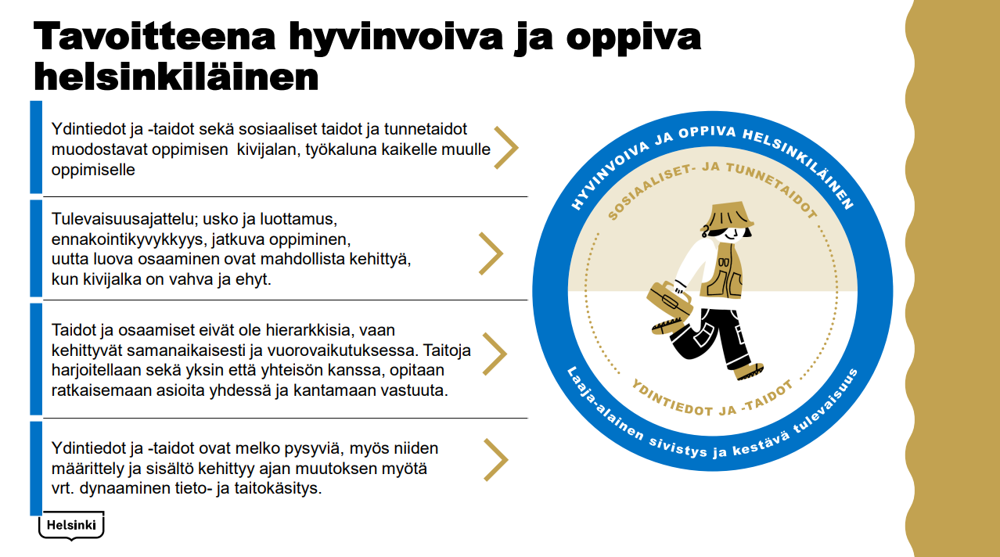 Tavoitteena hyvinvoiva ja oppiva
helsinkiläinen
Ydintiedot ja -taidot sekä sosiaaliset taidot ja tunnetaidot
muodostavat oppimisen  kivijalan, työkaluna kaikelle muulle
oppimiselle
Tulevaisuusajattelu; usko ja luottamus,
ennakointikyvykkyys, jatkuva oppiminen,
uutta luova osaaminen ovat mahdollista kehittyä,
kun kivijalka on vahva ja ehyt.
Taidot ja osaamiset eivät ole hierarkkisia, vaan
kehittyvät samanaikaisesti ja vuorovaikutuksessa. Taitoja
harjoitellaan sekä yksin että yhteisön kanssa, opitaan
ratkaisemaan asioita yhdessä ja kantamaan vastuuta.
Ydintiedot ja -taidot ovat melko pysyviä, myös niiden
määrittely ja sisältö kehittyy ajan muutoksen myötä
vrt. dynaaminen tieto- ja taitokäsitys.
HYVINVOIVA JA OPPIVA HELSINKILÄINEN
SOSIAALISET- JA TUNNETAIDOT
YDINTIEDOT JA -TAIDOT
Laaja-alainen sivistys ja kestävä tulevaisuus
Helsinki